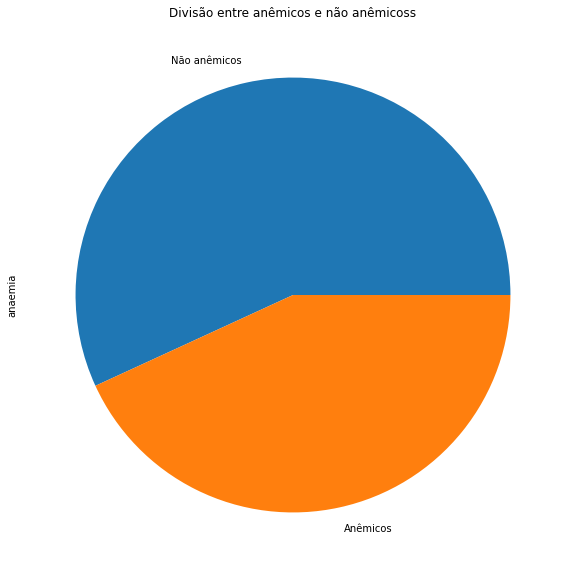 Divisão entre anêmicos e não anêmicoss
Não anêmicos
anaemia
Anêmicos